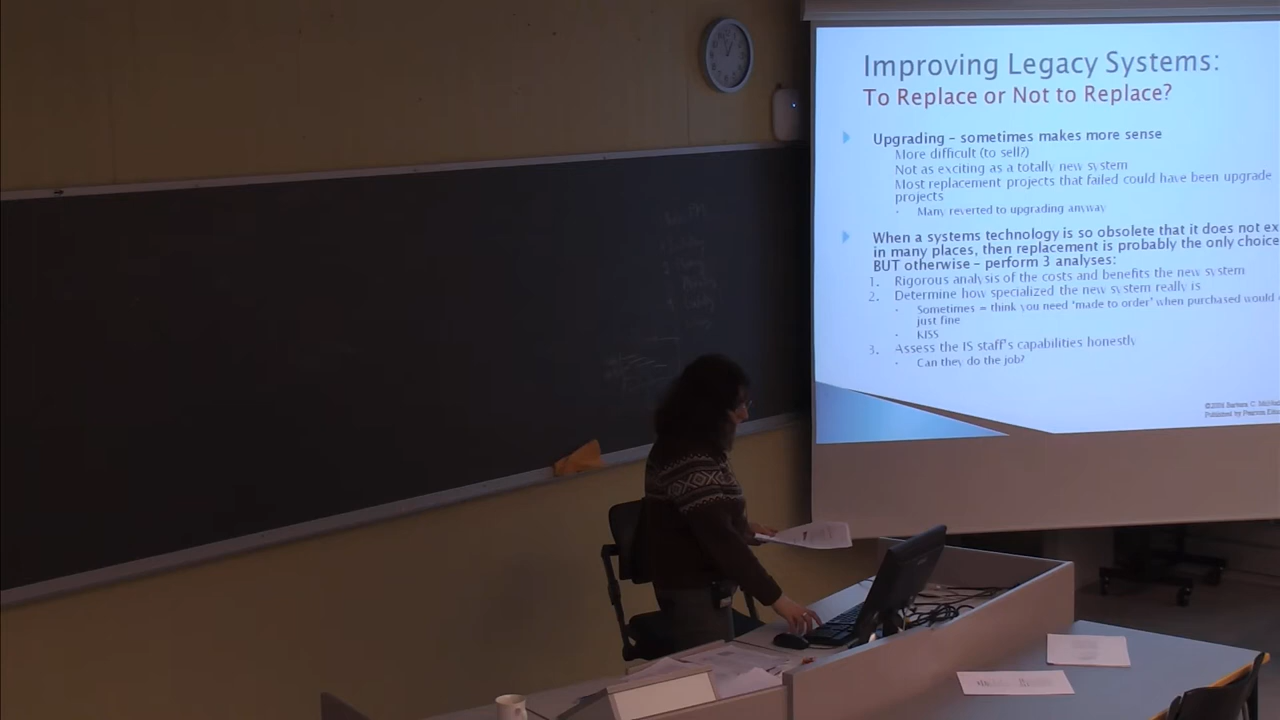 Improving Legacy Systems:
To Replace or Not to Replace?
Upgrading – sometimes makes more sense
More difficult (to sell?)
Not as exciting as a totally new system
Most replacement projects that failed could have been upgrade
projects
Many reverted to upgrading anyway
When a systems technology is so obsolete that it does not ex
in many places, then replacement is probably the only choice
BUT otherwise – perform 3 analyses:
1. Rigorous analysis of the costs and benefits the new system
2. Determine how specialized the new system really is
Sometimes = think you need 'made to order' when purchased would
just fine
KISS
3. Assess the IS staff's capabilities honestly
Can they do the job?
Barbara C.
Published by Pearson